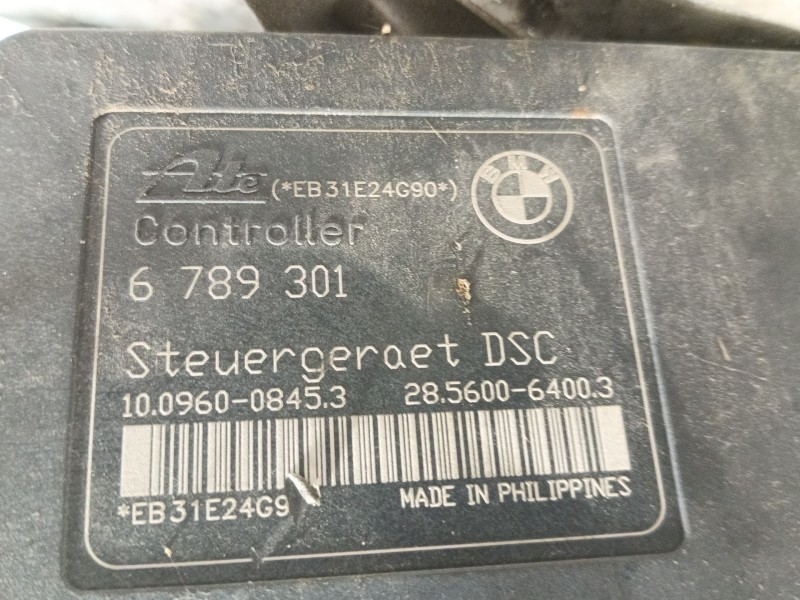 Ate (*EB31E24G90*) BMW
Controller
6 789 301
Steuergeraet DSC
10.0960-0845.3 28.5600-6400.3
*EB31E24G9 MADE IN PHILIPPINES